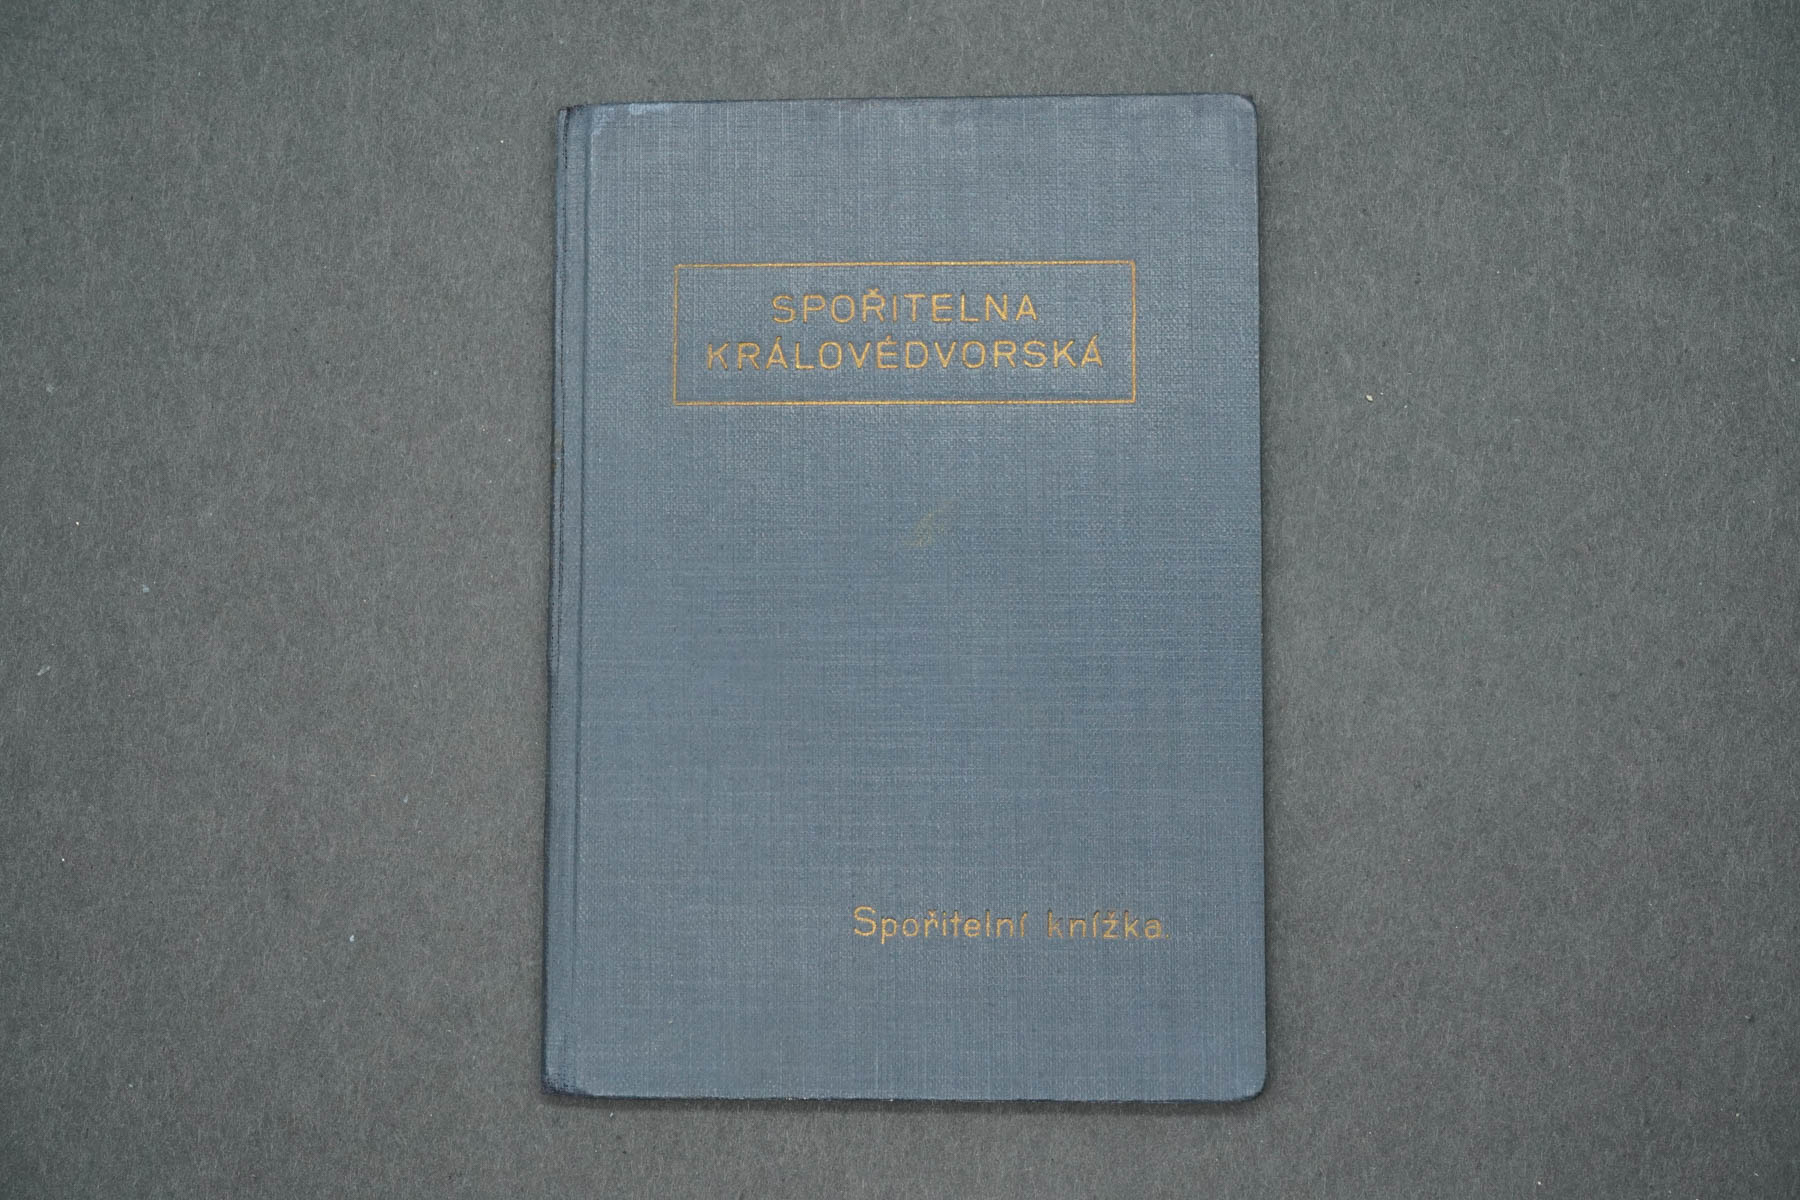 SPOŘITELNA
KRÁLOVÉDVORSKÁ
Spořitelní knížka